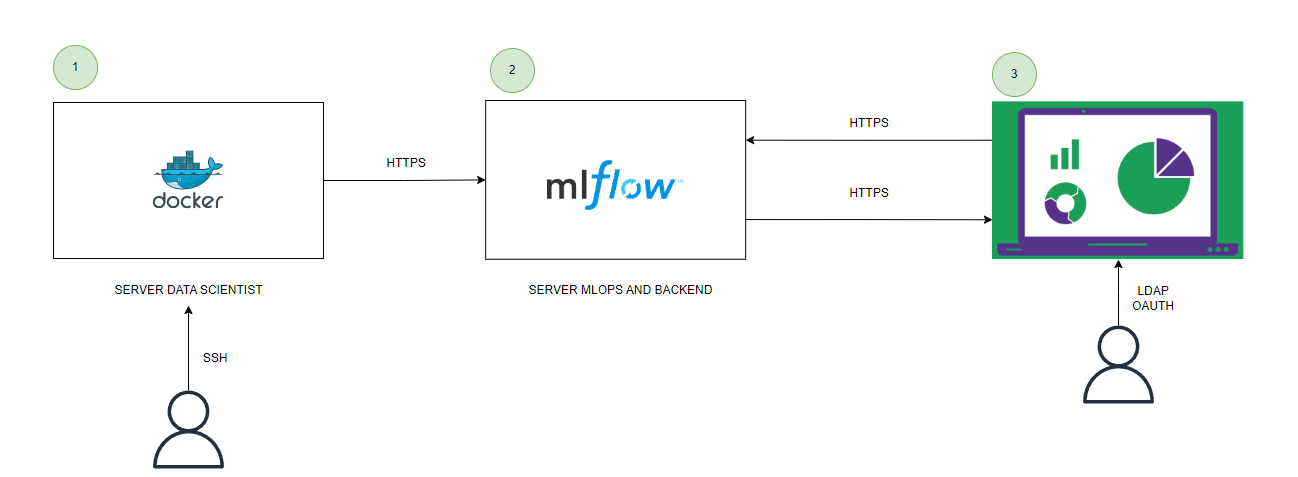 1
2
3
docker
HTTPS
mlflow™
HTTPS
HTTPS
SERVER DATA SCIENTIST
SERVER MLOPS AND BACKEND
LDAP
OAUTH
SSH